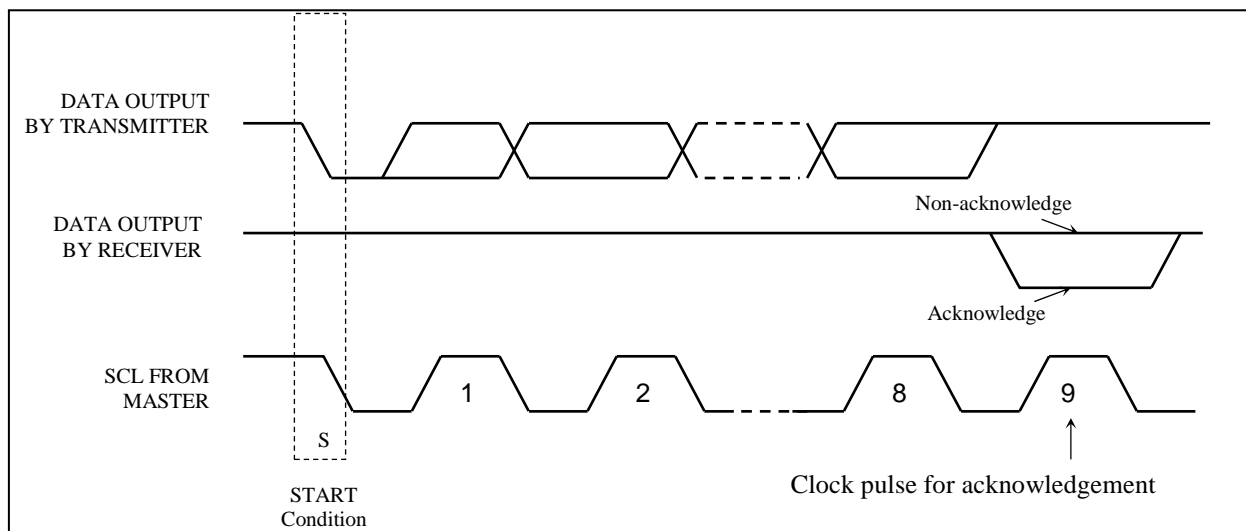 DATA OUTPUT
BY TRANSMITTER
Non-acknowledge
DATA OUTPUT
BY RECEIVER
Acknowledge
SCL FROM
MASTER
1
2
8
9
S
START
Condition
Clock pulse for acknowledgement